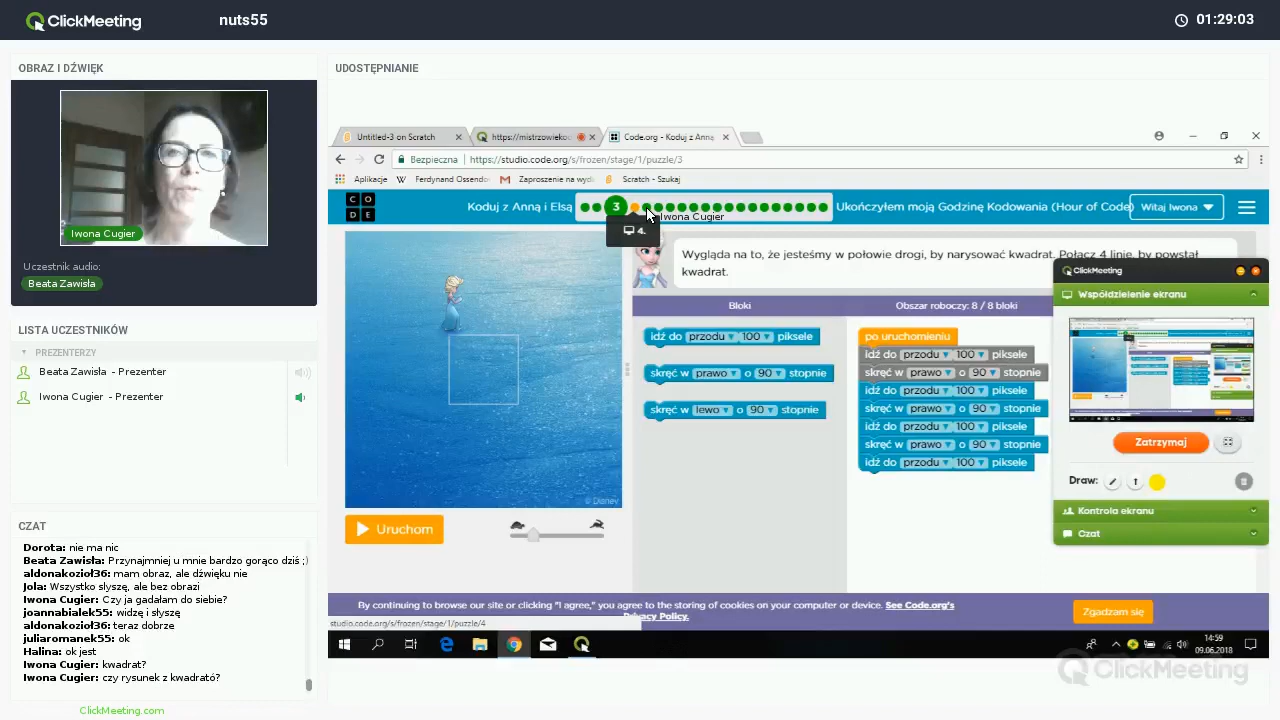 ClickMeeting
nuts55
01:29:03
OBRAZ I DŹWIĘK
Iwona Cugier
Uczestnik audio:
Beata Zawisła
LISTA UCZESTNIKÓW
PREZENTERZY
Beata Zawisła - Prezenter
Iwona Cugier - Prezenter
CZAT
Dorota: nie ma nic
Beata Zawisła: Przynajmniej u mnie bardzo gorąco dziś ;)
aldonakoziol36: mam obraz, ale dźwięku nie
Jola: Wszystko slyszę, ale bez obrazi
Iwona Cugier: Czy ja gadałam do siebie?
joannabialek55: widzę i słyszę
aldonakoziol36: teraz dobrze
juliaromanek55: ok
Halina: ok jest
Iwona Cugier: kwadrat?
Iwona Cugier: czy rysunek z kwadrató?
ClickMeeting.com
UDOSTĘPNIANIE
Untitled-3 on Scratch
https://mistrzowieko
Code.org - Koduj z Anną
Bezpieczna
https://studio.code.org/s/frozen/stage/1/puzzle/3
Aplikacje
Ferdynand Ossendo
Zaproszenie na wyd
Scratch - Szukaj
CODE
Koduj z Anną i Elsą
3
Ukończyłem moją Godzinę Kodowania (Hour of Code)
Witaj Iwona
Iwona Cugier
4.
Wygląda na to, że jesteśmy w połowie drogi, by narysować kwadrat. Połącz 4 linie, by powstał
kwadrat.
Bloki
Obszar roboczy: 8 / 8 bloki
idź do przodu 100 piksele
skręć w prawo o 90 stopnie
skręć w lewo o 90 stopnie
po uruchomieniu
idź do przodu 100 piksele
skręć w prawo o 90 stopnie
idź do przodu 100 piksele
skręć w prawo o 90 stopnie
idź do przodu 100 piksele
skręć w prawo o 90 stopnie
idź do przodu 100 piksele
© Disney
Uruchom
ClickMeeting
Współdzielenie ekranu
Zatrzymaj
Draw:
Kontrola ekranu
Czat
By continuing to browse our site or clicking "I agree," you agree to the storing of cookies on your computer or device. See Code.org's
Privacy Policy.
Zgadzam się
studio.code.org/s/frozen/stage/1/puzzle/4
14:59
09.06.2018
ClickMeeting